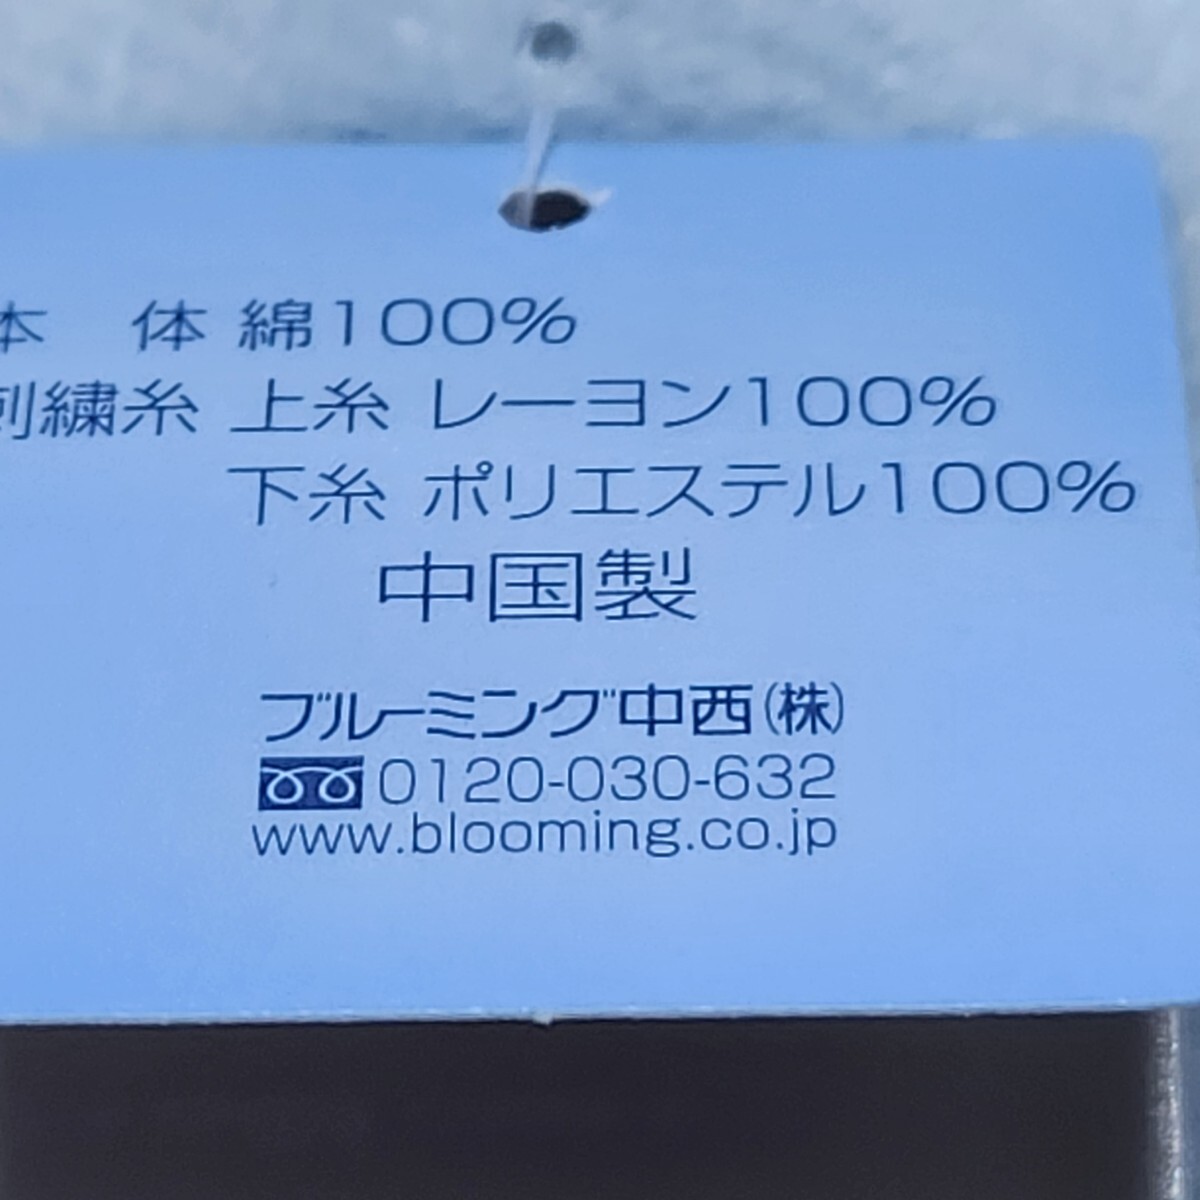 本 体 綿100%
刺繍糸 上糸 レーヨン100%
下糸 ポリエステル100%
中国製
ブルーミング中西(株)
0120-030-632
www.blooming.co.jp